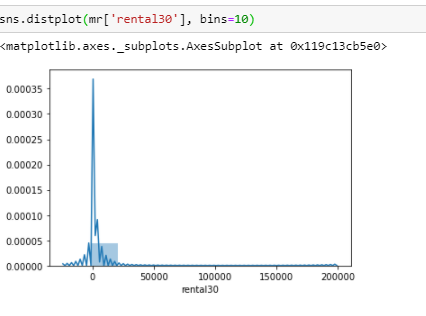 sns.distplot(mr['rental30'], bins=10)
<matplotlib.axes._subplots.AxesSubplot at 0x119c13cb5e0>
0.00035
0.00030
0.00025
0.00020
0.00015
0.00010
0.00005
0.00000
0 50000 100000 150000 200000
rental30